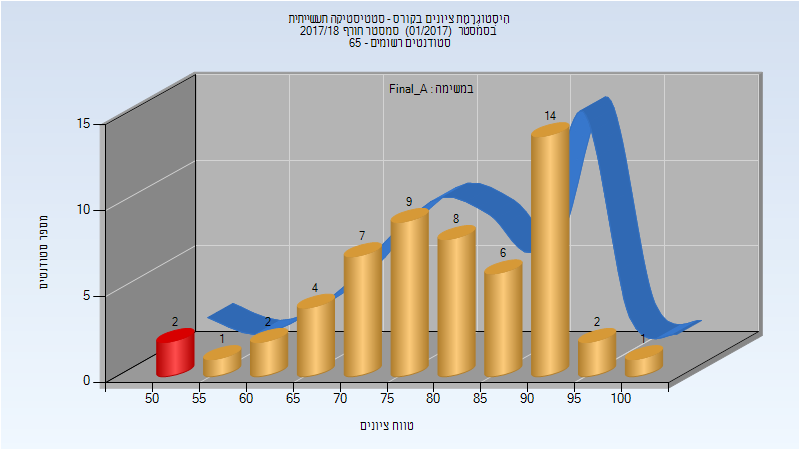 היסטוגרמת ציונים בקורס - סטטיסטיקה תעשייתית
בסמסטר (01/2017) סמסטר חורף 2017/18
סטודנטים רשומים - 65
במשימה : Final_A
מספר סטודנטים
15
10
5
0
2
1
2
4
7
9
8
6
14
2
1
50 55 60 65 70 75 80 85 90 95 100
טווח ציונים